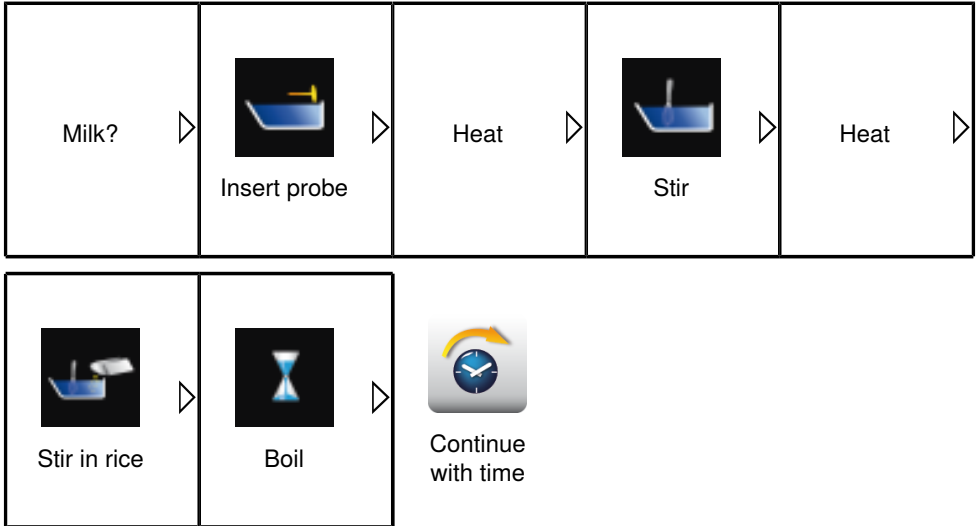 Milk?
Insert probe
Heat
Stir
Heat
Stir in rice
Boil
Continue
with time